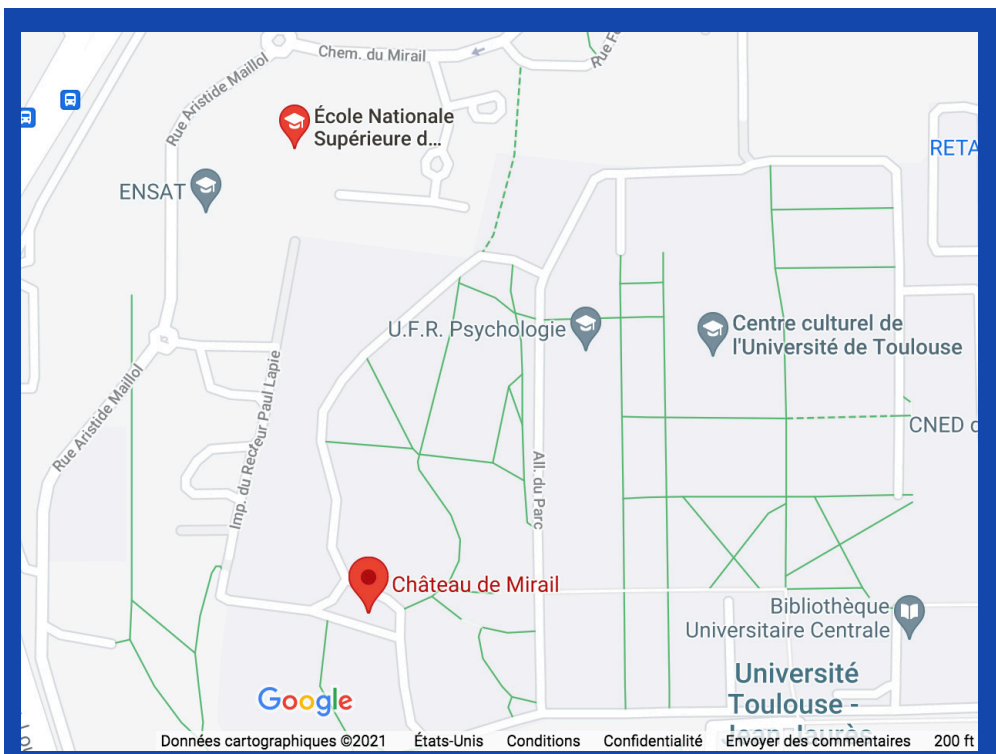 Chem. du Mirail
Rue Aristide Maillol
École Nationale
Supérieure d...
RETA
ENSAT
U.F.R. Psychologie
Centre culturel de
l'Université de Toulouse
Imp. du Recteur Paul Lapie
Rue Aristide Maillol
CNED
All. du Parc
Château de Mirail
Bibliothèque
Universitaire Centrale
Université
Toulouse -
Jean Jaurès
Google
Données cartographiques ©2021 États-Unis Conditions Confidentialité Envoyer des commentaires 200 ft